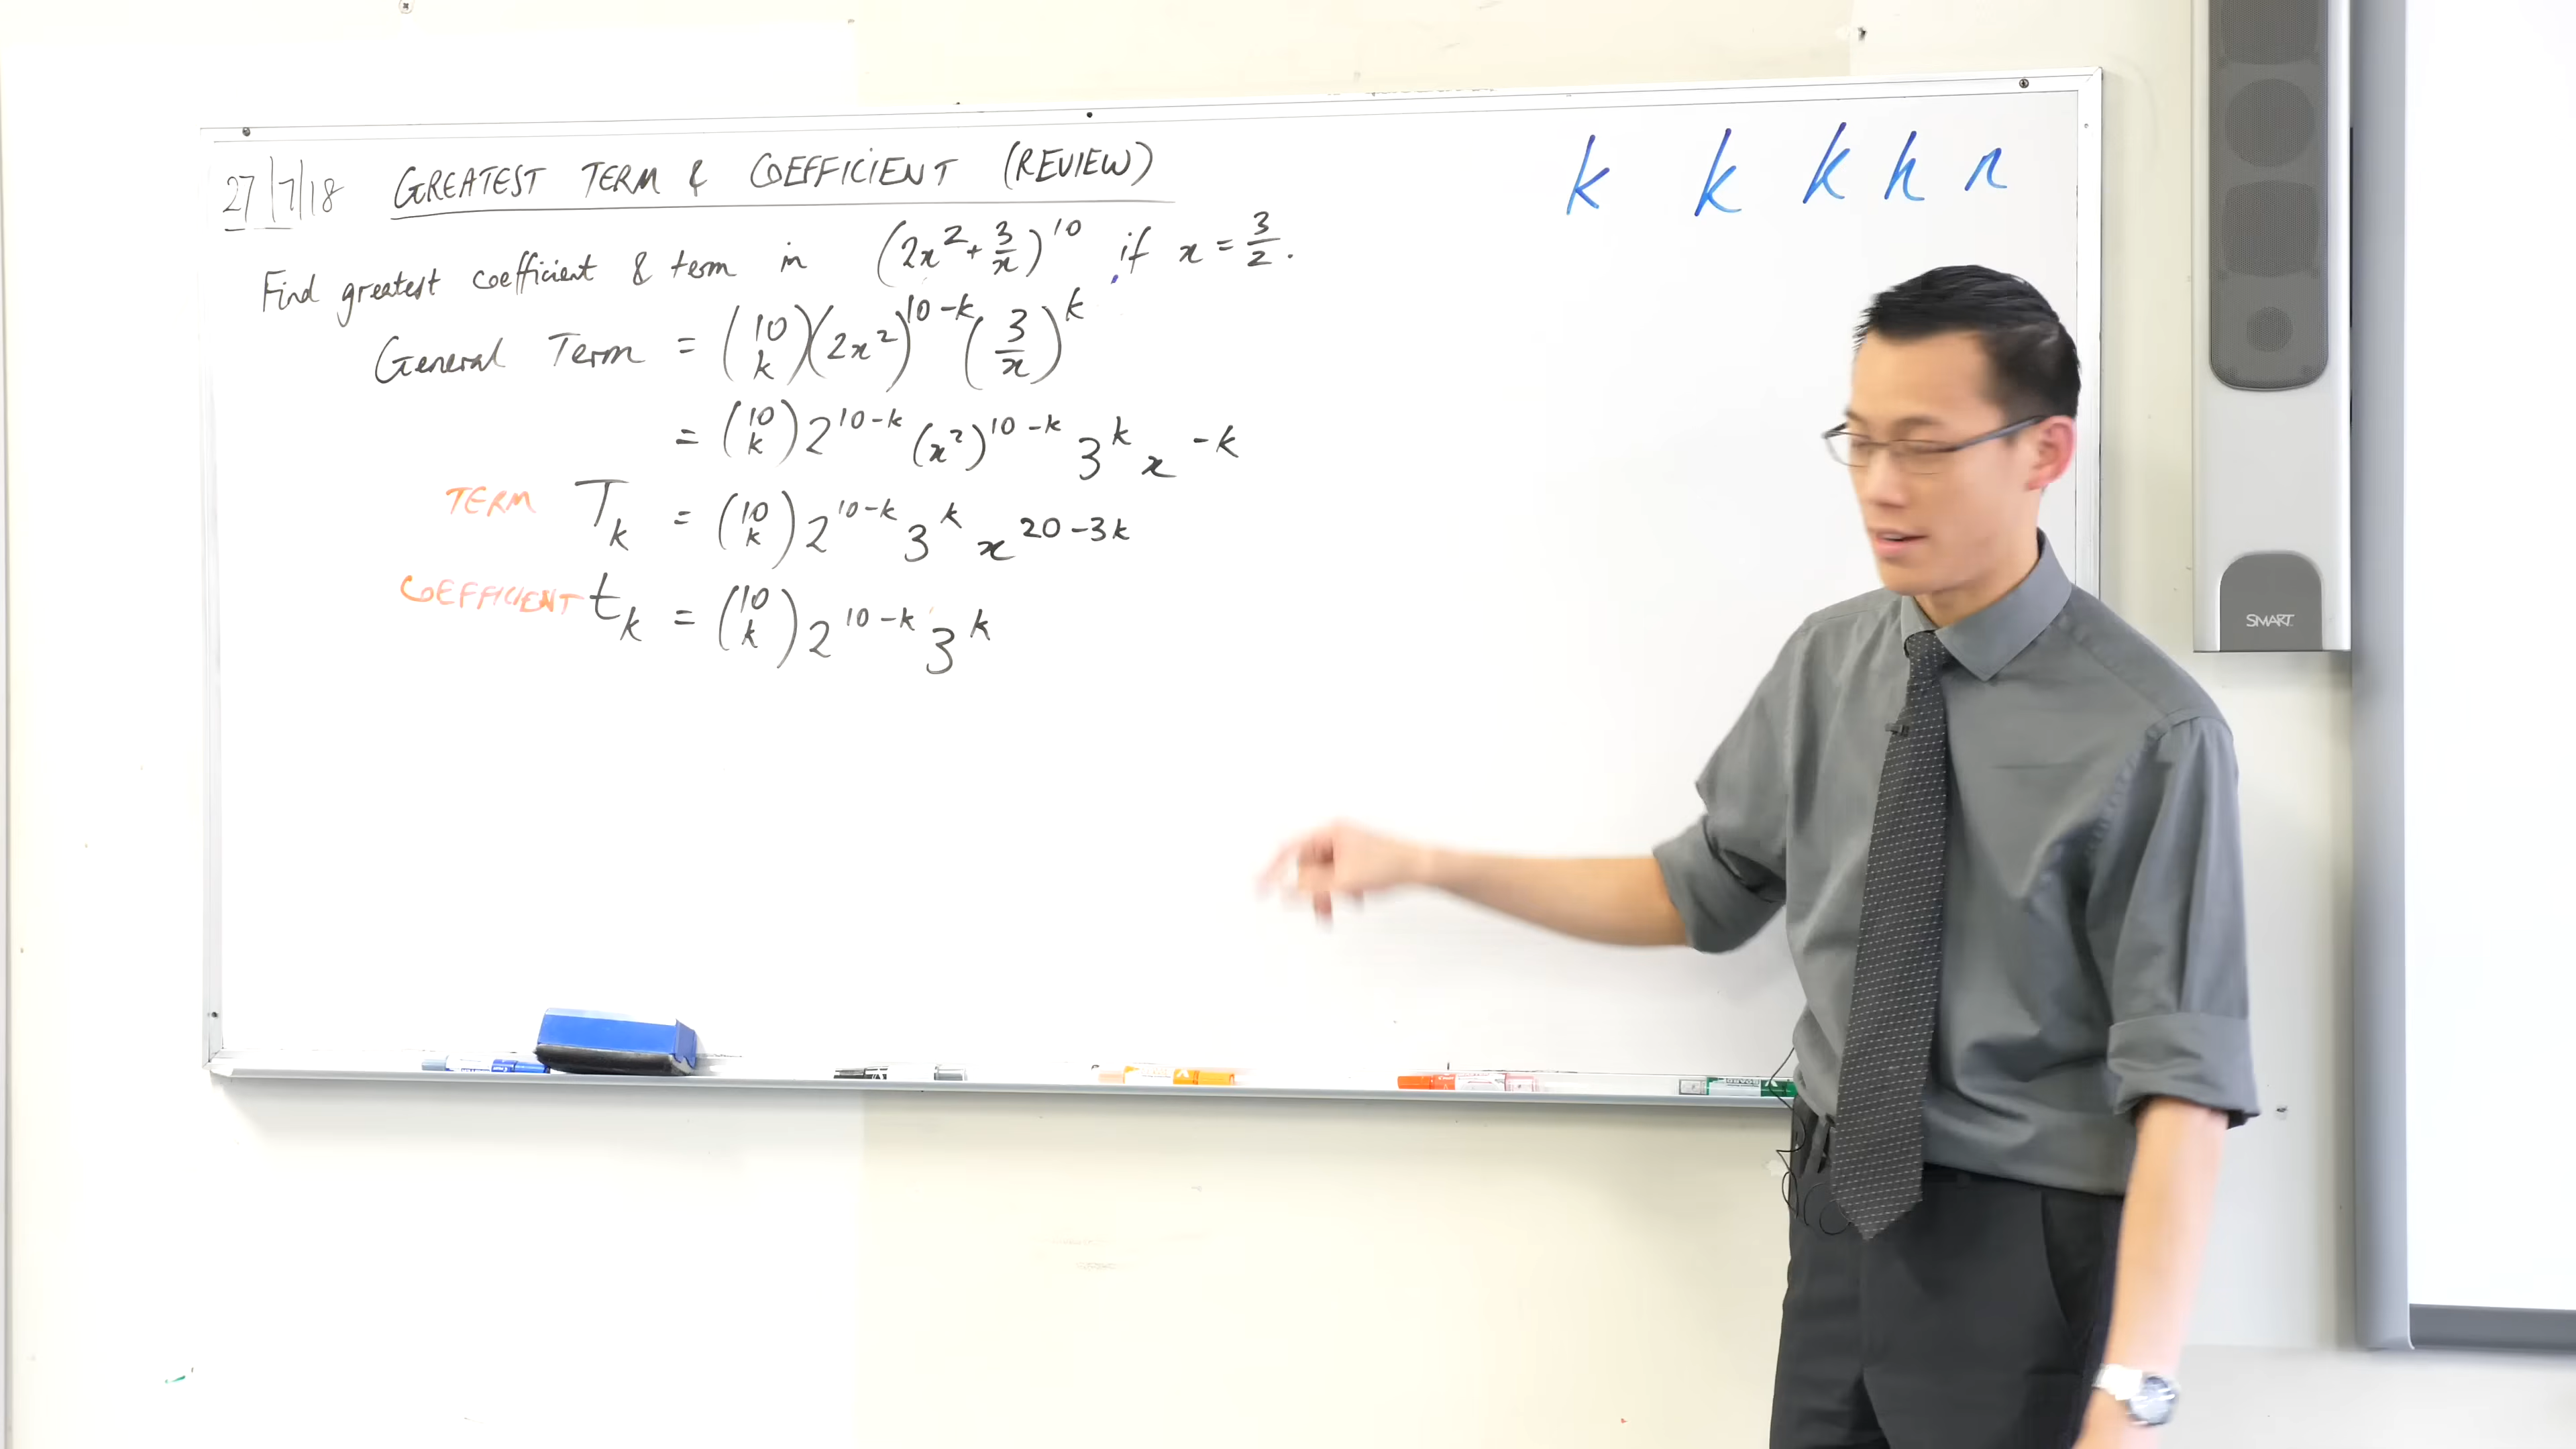 27/7/18 GREATEST TERM & COEFFICIENT (REVIEW)
k k k h r
Find greatest coefficient & term in (2x² + 3/x)¹⁰, if x = 3/2.
General Term = (10 k)(2x²)^(10-k) (3/x)^k
= (10 k) 2^(10-k) (x²)^(10-k) 3^k x^(-k)
TERM T_k = (10 k) 2^(10-k) 3^k x^(20-3k)
COEFFICIENT t_k = (10 k) 2^(10-k) 3^k
SMART